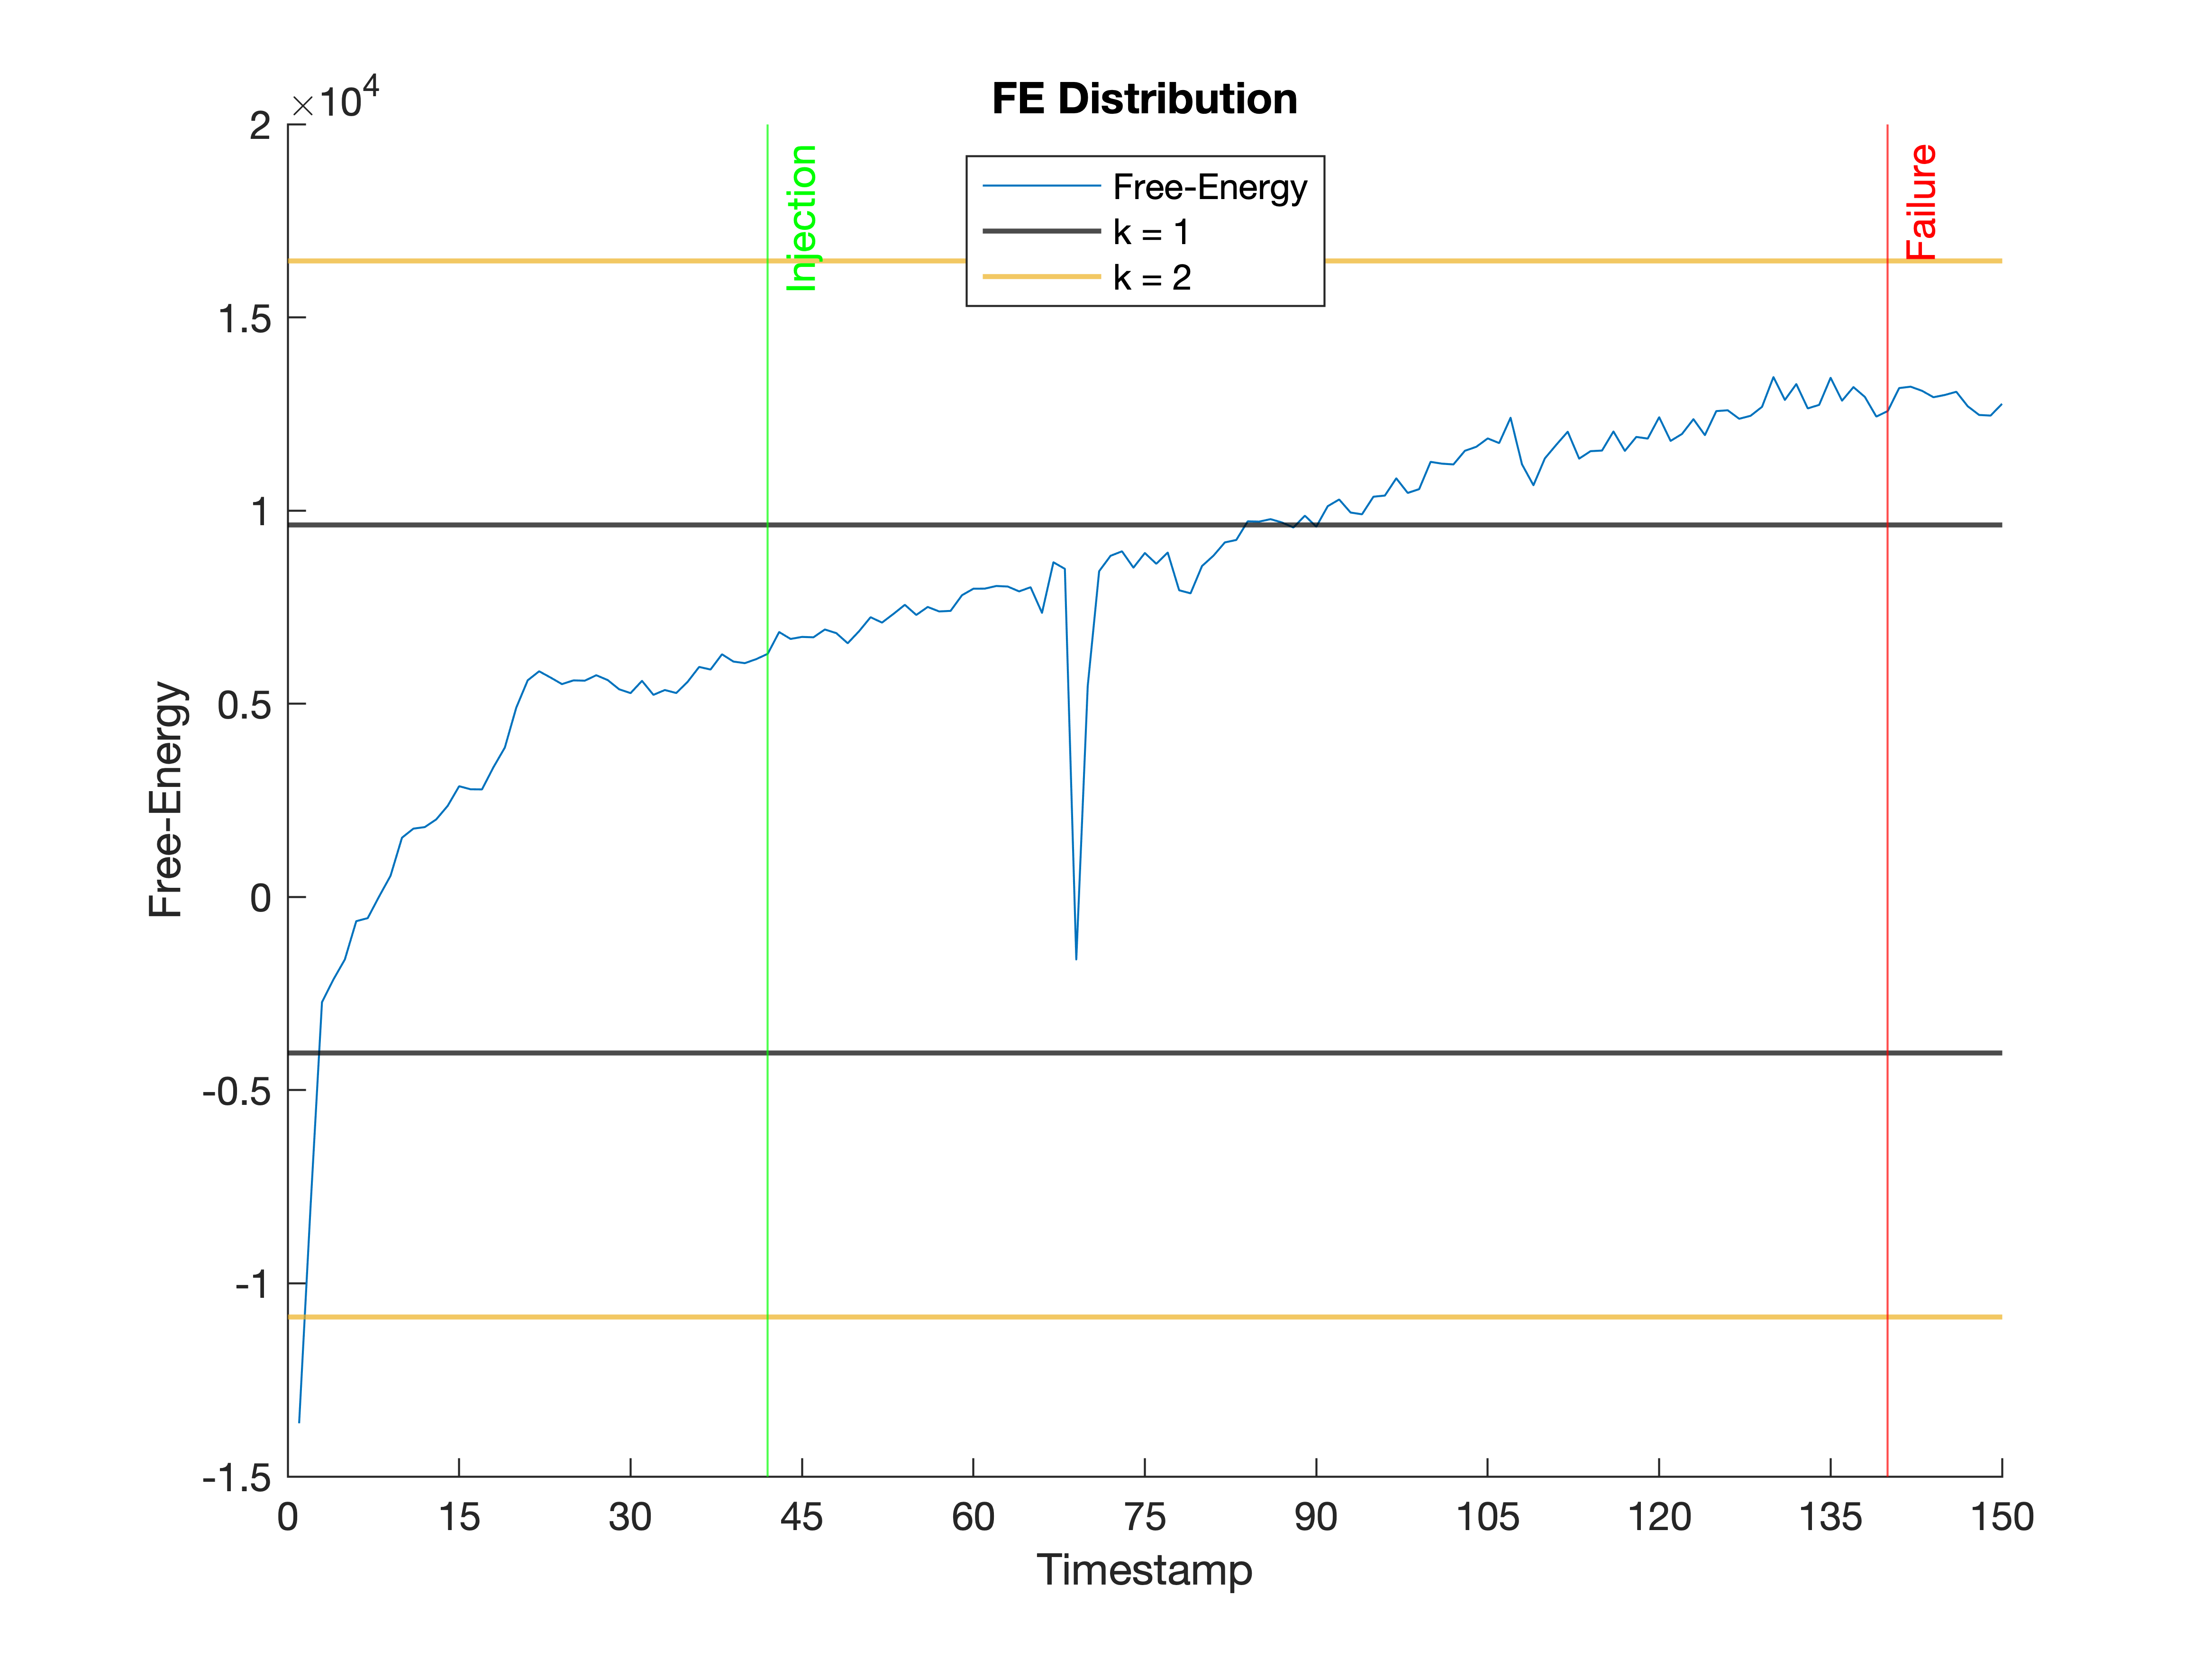 FE Distribution
×10^4
Free-Energy
k = 1
k = 2
Injection
Failure
2
1.5
1
0.5
0
-0.5
-1
-1.5
Free-Energy
0 15 30 45 60 75 90 105 120 135 150
Timestamp